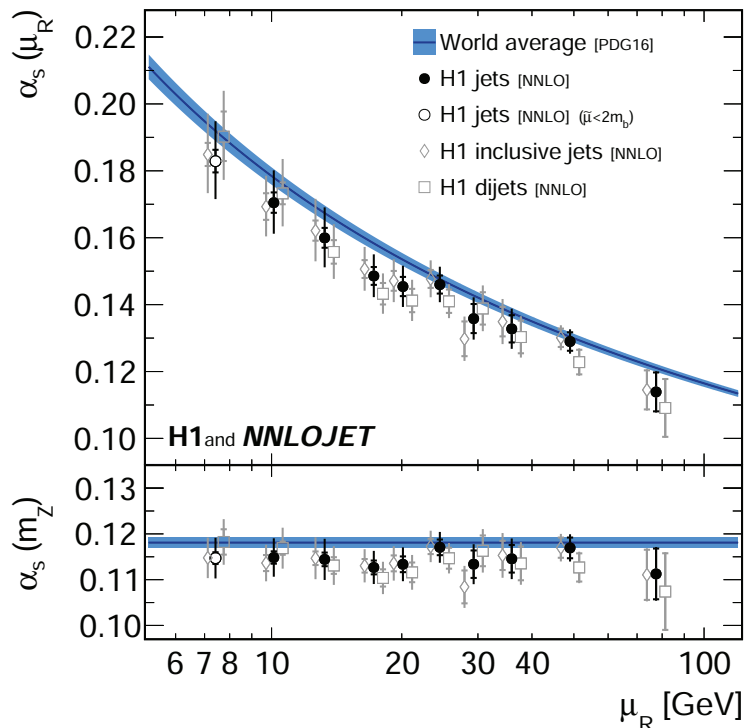 α_s (μ_R)
0.22
0.20
0.18
0.16
0.14
0.12
0.10
World average [PDG16]
H1 jets [NNLO]
H1 jets [NNLO] (μ̃<2m_b)
H1 inclusive jets [NNLO]
H1 dijets [NNLO]
H1 and NNLOJET
α_s (m_Z)
0.13
0.12
0.11
0.10
6 7 8 10 20 30 40 100
μ_R [GeV]